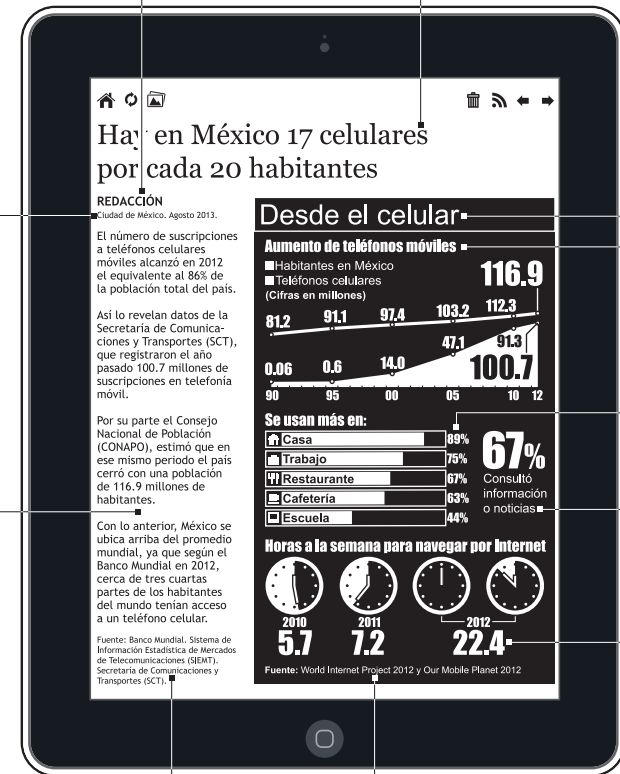 Hay en México 17 celulares
por cada 20 habitantes
REDACCIÓN
Ciudad de México. Agosto 2013.
El número de suscripciones
a teléfonos celulares
móviles alcanzó en 2012
el equivalente al 86% de
la población total del país.
Así lo revelan datos de la
Secretaría de Comunica-
ciones y Transportes (SCT),
que registraron el año
pasado 100.7 millones de
suscripciones en telefonía
móvil.
Por su parte el Consejo
Nacional de Población
(CONAPO), estimó que en
ese mismo periodo el país
cerró con una población
de 116.9 millones de
habitantes.
Con lo anterior, México se
ubica arriba del promedio
mundial, ya que según el
Banco Mundial en 2012,
cerca de tres cuartas
partes de los habitantes
del mundo tenían acceso
a un teléfono celular.
Fuente: Banco Mundial. Sistema de
Información Estadística de Mercados
de Telecomunicaciones (SIEMT).
Secretaría de Comunicaciones y
Transportes (SCT).
Desde el celular
Aumento de teléfonos móviles
Habitantes en México
Teléfonos celulares
(Cifras en millones)
116.9
81.2 91.1 97.4 103.2 112.3
0.06 0.6 14.0 47.1 91.3
100.7
90 95 00 05 10 12
Se usan más en:
Casa 89%
Trabajo 75%
Restaurante 67%
Cafetería 63%
Escuela 44%
67%
Consultó
información
o noticias
Horas a la semana para navegar por Internet
2010 2011 2012
5.7 7.2 22.4
Fuente: World Internet Project 2012 y Our Mobile Planet 2012